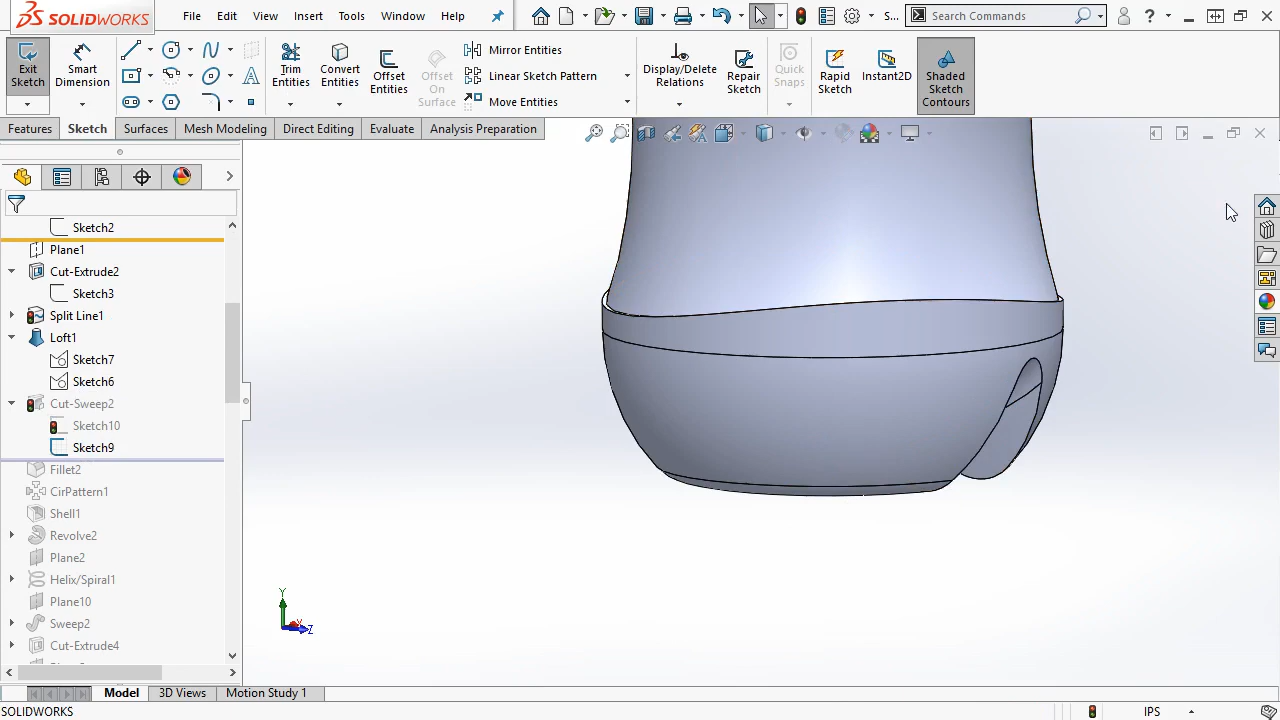 SOLIDWORKS
File Edit View Insert Tools Window Help
S...
Search Commands
Exit Sketch
Smart Dimension
Trim Entities
Convert Entities
Offset Entities
Offset On Surface
Mirror Entities
Linear Sketch Pattern
Move Entities
Display/Delete Relations
Repair Sketch
Quick Snaps
Rapid Sketch
Instant2D
Shaded Sketch Contours
Features Sketch Surfaces Mesh Modeling Direct Editing Evaluate Analysis Preparation
Sketch2
Plane1
Cut-Extrude2
Sketch3
Split Line1
Loft1
Sketch7
Sketch6
Cut-Sweep2
Sketch10
Sketch9
Fillet2
CirPattern1
Shell1
Revolve2
Plane2
Helix/Spiral1
Plane10
Sweep2
Cut-Extrude4
Y
X
Z
Model 3D Views Motion Study 1
SOLIDWORKS
IPS